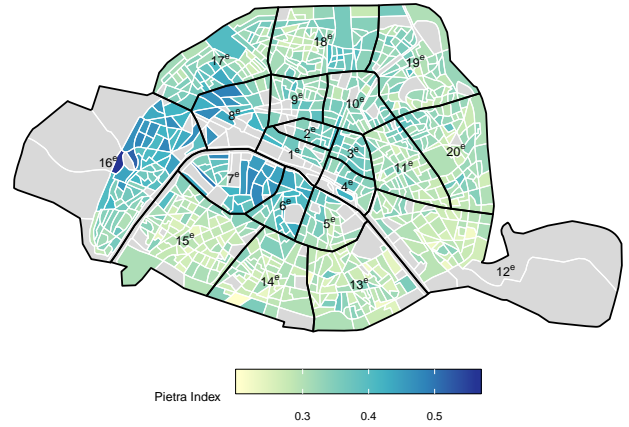 18ᵉ
17ᵉ
19ᵉ
9ᵉ
10ᵉ
8ᵉ
2ᵉ
1ᵉ
3ᵉ
20ᵉ
16ᵉ
11ᵉ
7ᵉ
4ᵉ
6ᵉ
5ᵉ
15ᵉ
12ᵉ
14ᵉ
13ᵉ
Pietra Index
0.3 0.4 0.5